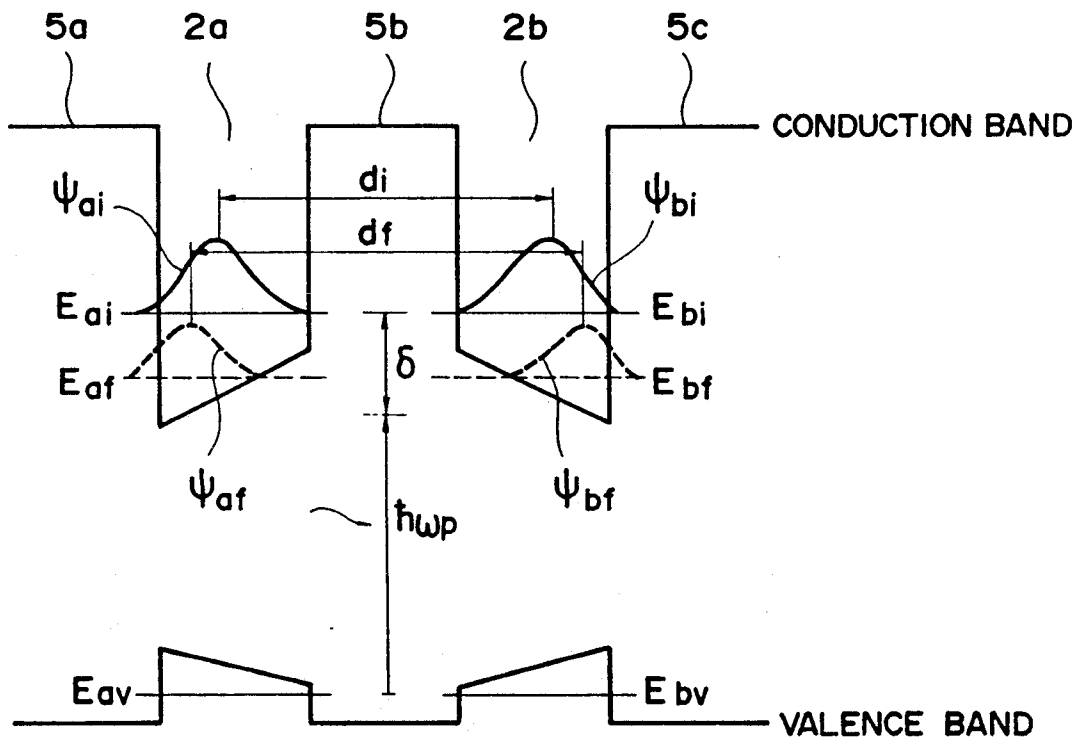 5a 2a 5b 2b 5c
CONDUCTION BAND
di
ψai ψbi
df
Eai Ebi
δ
Eaf Ebf
ψaf ψbf
ħωp
Eav Ebv
VALENCE BAND